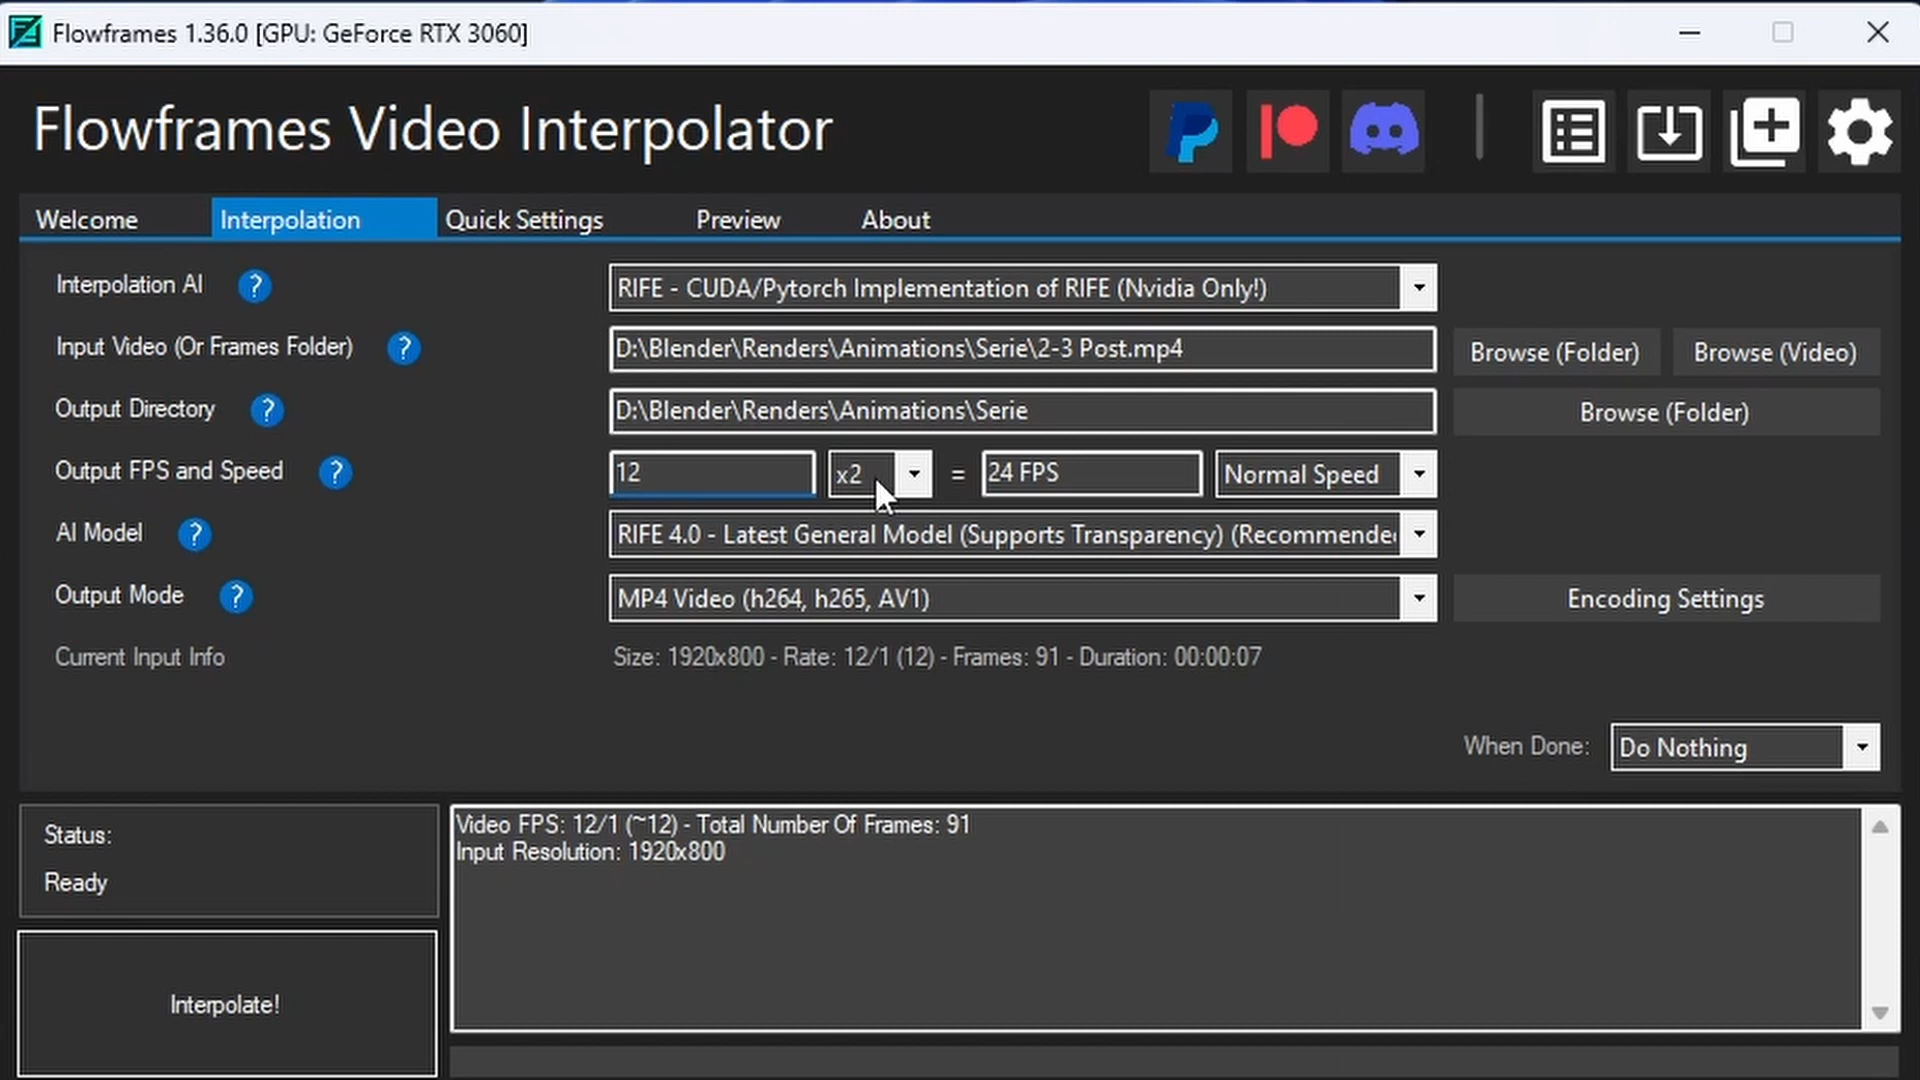 Flowframes 1.36.0 [GPU: GeForce RTX 3060]
Flowframes Video Interpolator
Welcome Interpolation Quick Settings Preview About
Interpolation AI ? RIFE - CUDA/Pytorch Implementation of RIFE (Nvidia Only!)
Input Video (Or Frames Folder) ? D:\Blender\Renders\Animations\Serie\2-3 Post.mp4 Browse (Folder) Browse (Video)
Output Directory ? D:\Blender\Renders\Animations\Serie Browse (Folder)
Output FPS and Speed ? 12 x2 = 24 FPS Normal Speed
AI Model ? RIFE 4.0 - Latest General Model (Supports Transparency) (Recommende
Output Mode ? MP4 Video (h264, h265, AV1) Encoding Settings
Current Input Info Size: 1920x800 - Rate: 12/1 (12) - Frames: 91 - Duration: 00:00:07
When Done: Do Nothing
Status:
Ready
Video FPS: 12/1 (~12) - Total Number Of Frames: 91
Input Resolution: 1920x800
Interpolate!